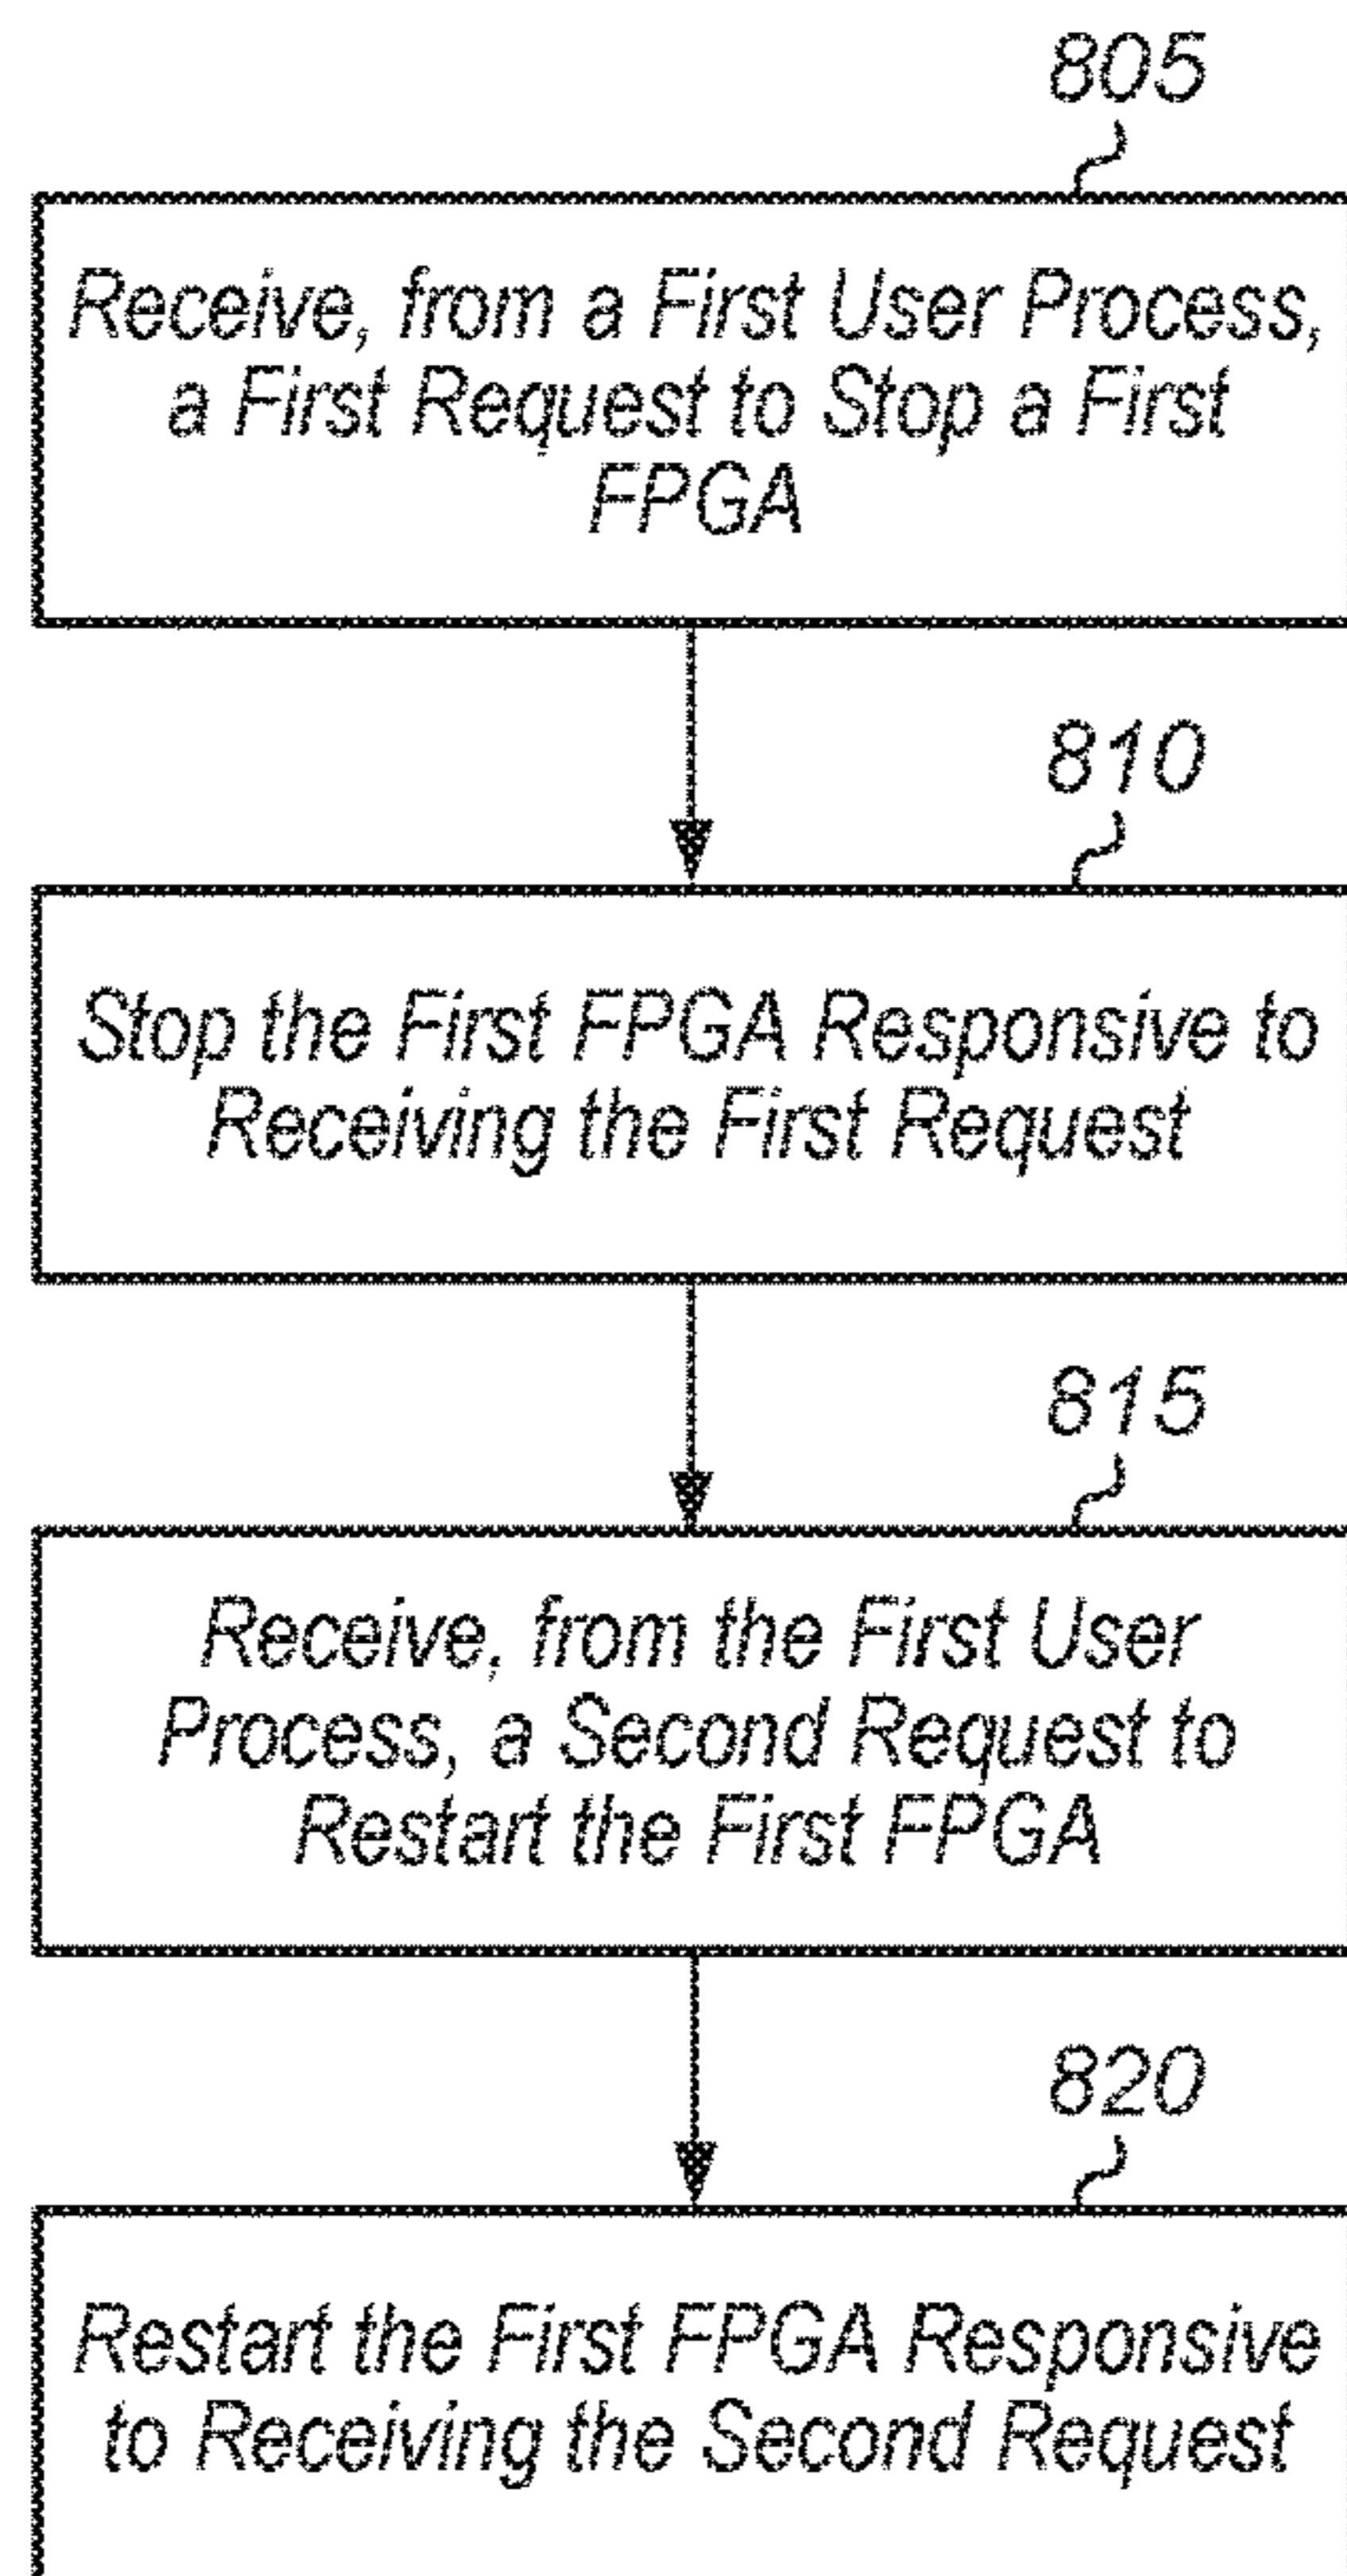 805
Receive, from a First User Process,
a First Request to Stop a First
FPGA
810
Stop the First FPGA Responsive to
Receiving the First Request
815
Receive, from the First User
Process, a Second Request to
Restart the First FPGA
820
Restart the First FPGA Responsive
to Receiving the Second Request